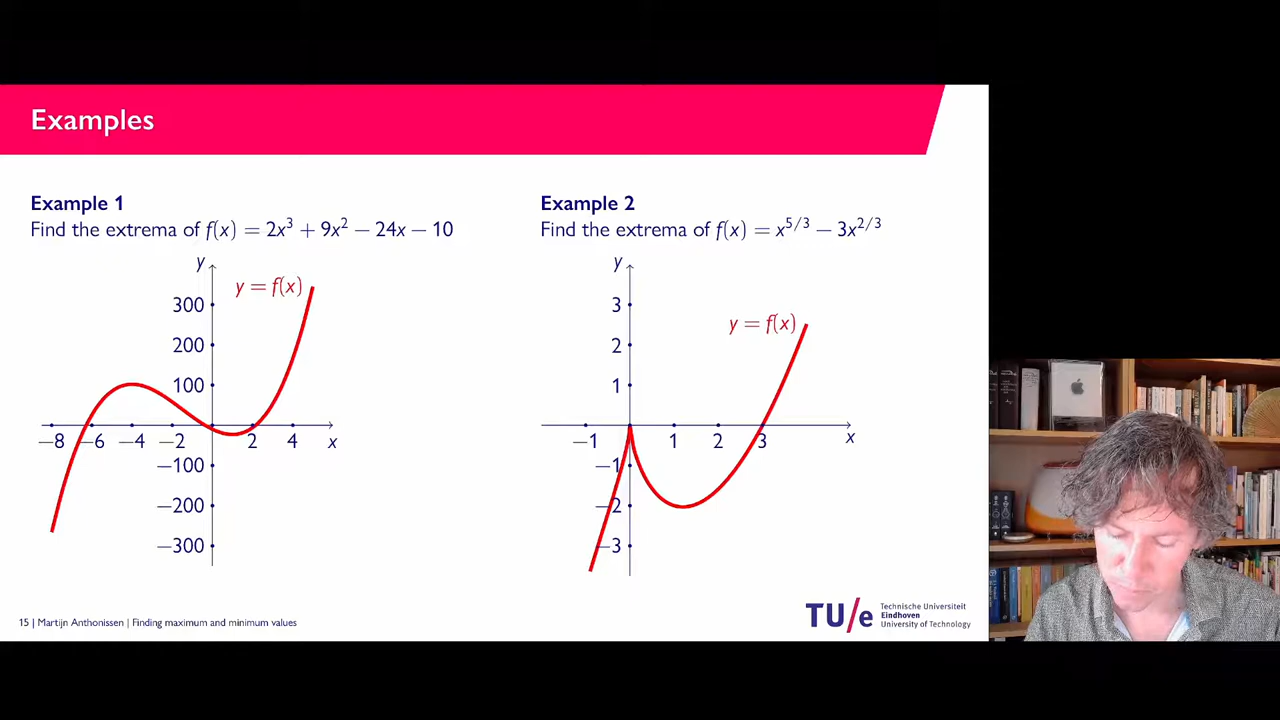 Examples
Example 1
Find the extrema of f(x) = 2x³ + 9x² − 24x − 10
y
y = f(x)
300
200
100
−8 −6 −4 −2 2 4 x
−100
−200
−300
Example 2
Find the extrema of f(x) = x^{5/3} − 3x^{2/3}
y
3
y = f(x)
2
1
−1 1 2 3 x
−1
−2
−3
15 | Martijn Anthonissen | Finding maximum and minimum values
TU/e
Technische Universiteit
Eindhoven
University of Technology